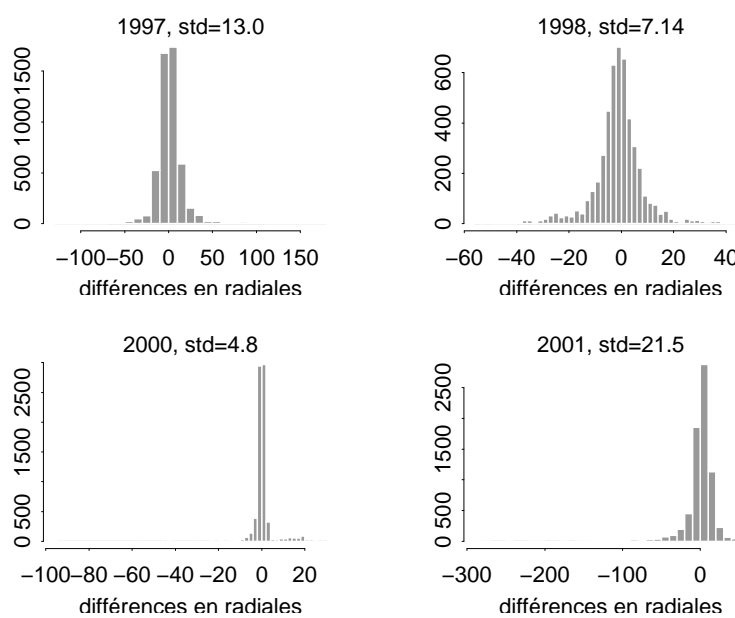 1997, std=13.0
0 500 1000 1500
−100 −50 0 50 100 150
différences en radiales
1998, std=7.14
0 200 400 600
−60 −40 −20 0 20 40
différences en radiales
2000, std=4.8
0 500 1500 2500
−100 −80 −60 −40 −20 0 20
différences en radiales
2001, std=21.5
0 500 1500 2500
−300 −200 −100 0
différences en radiales